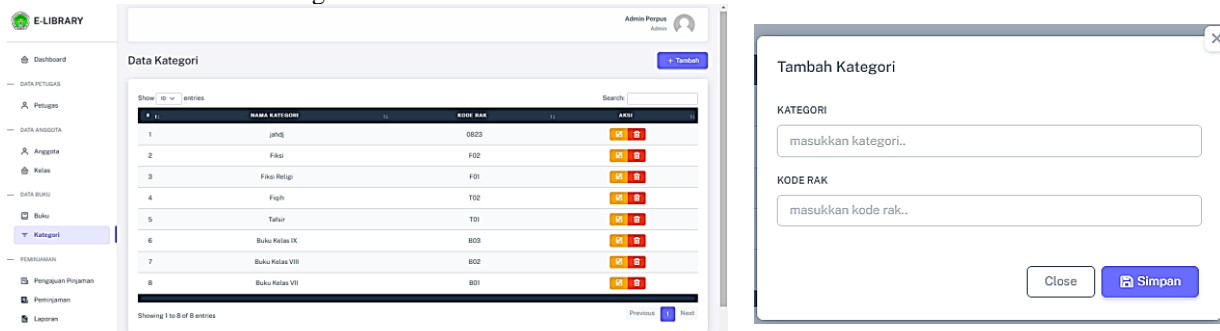 E-LIBRARY
Dashboard
DATA PETUGAS
Petugas
DATA ANGGOTA
Anggota
Kelas
DATA BUKU
Buku
Kategori
PEMINJAMAN
Pengajuan Pinjaman
Peminjaman
Laporan
Admin Perpus
Admin
Data Kategori
+ Tambah
Show 10 entries
Search:
# NAMA KATEGORI KODE RAK AKSI
1 jahdj 0823
2 Fiksi F02
3 Fiksi Religi F01
4 Fiqih T02
5 Tafsir T01
6 Buku Kelas IX B03
7 Buku Kelas VIII B02
8 Buku Kelas VII B01
Showing 1 to 8 of 8 entries
Previous 1 Next
Tambah Kategori
KATEGORI
masukkan kategori..
KODE RAK
masukkan kode rak..
Close Simpan